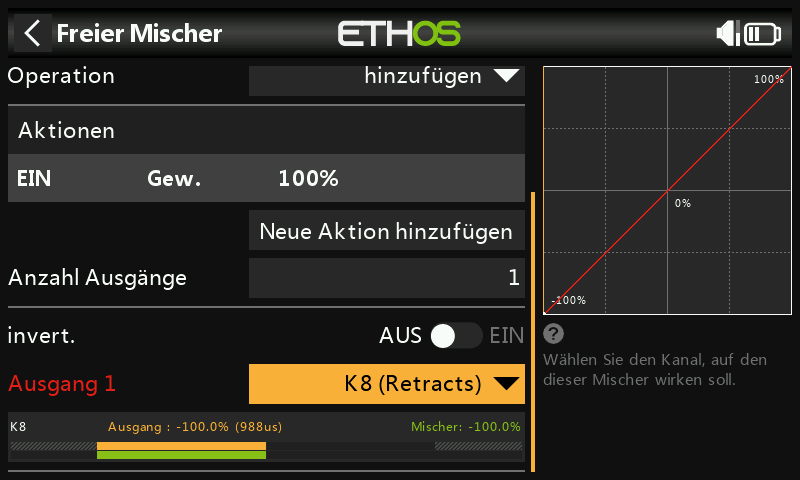 Freier Mischer
ETHOS
Operation hinzufügen
100%
Aktionen
EIN Gew. 100%
0%
Neue Aktion hinzufügen
Anzahl Ausgänge 1
-100%
invert. AUS EIN
?
Wählen Sie den Kanal, auf den
dieser Mischer wirken soll.
Ausgang 1 K8 (Retracts)
K8 Ausgang : -100.0% (988us) Mischer: -100.0%